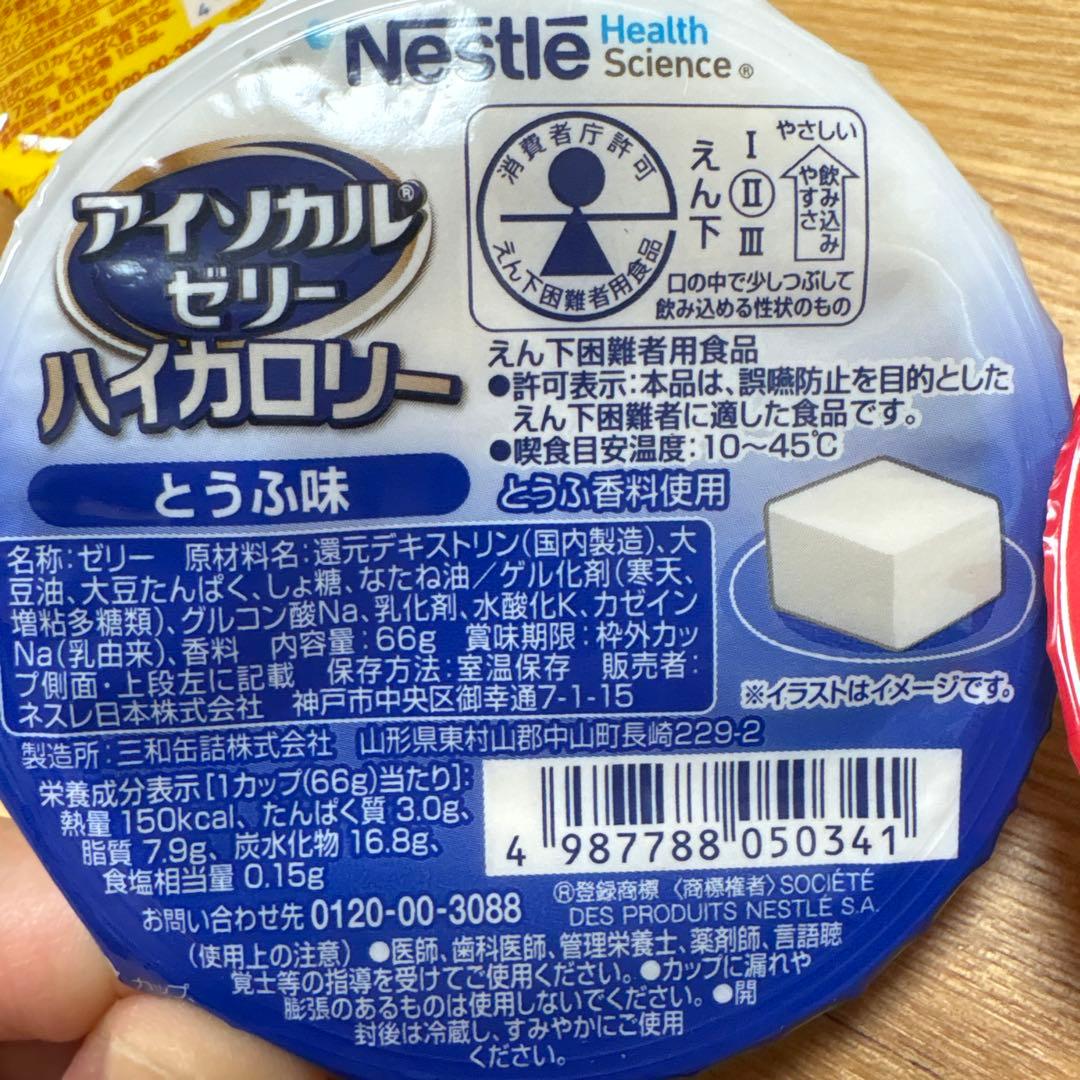 Nestlé Health Science®
アイソカル®
ゼリー
ハイカロリー
とうふ味
消費者庁許可
えん下困難者用食品
えん下
I
II
III
やさしい
飲み込み
やすさ
口の中で少しつぶして
飲み込める性状のもの
えん下困難者用食品
●許可表示:本品は、誤嚥防止を目的とした
えん下困難者に適した食品です。
●喫食目安温度:10〜45℃
とうふ香料使用
名称:ゼリー 原材料名:還元デキストリン(国内製造)、大
豆油、大豆たんぱく、しょ糖、なたね油/ゲル化剤(寒天、
増粘多糖類)、グルコン酸Na、乳化剤、水酸化K、カゼイン
Na(乳由来)、香料 内容量:66g 賞味期限:枠外カッ
プ側面・上段左に記載 保存方法:室温保存 販売者:
ネスレ日本株式会社 神戸市中央区御幸通7-1-15
※イラストはイメージです。
製造所:三和缶詰株式会社 山形県東村山郡中山町長崎229-2
栄養成分表示[1カップ(66g)当たり]:
熱量 150kcal、たんぱく質 3.0g、
脂質 7.9g、炭水化物 16.8g、
食塩相当量 0.15g
4 987788 050341
お問い合わせ先 0120-00-3088
®登録商標〈商標権者〉SOCIÉTÉ
DES PRODUITS NESTLÉ S.A.
(使用上の注意) ●医師、歯科医師、管理栄養士、薬剤師、言語聴
覚士等の指導を受けてご使用ください。●カップに漏れや
膨張のあるものは使用しないでください。●開
封後は冷蔵し、すみやかにご使用
ください。
カップ